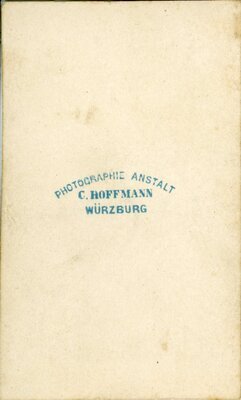 PHOTOGRAPHIE ANSTALT
C. HOFFMANN
WÜRZBURG